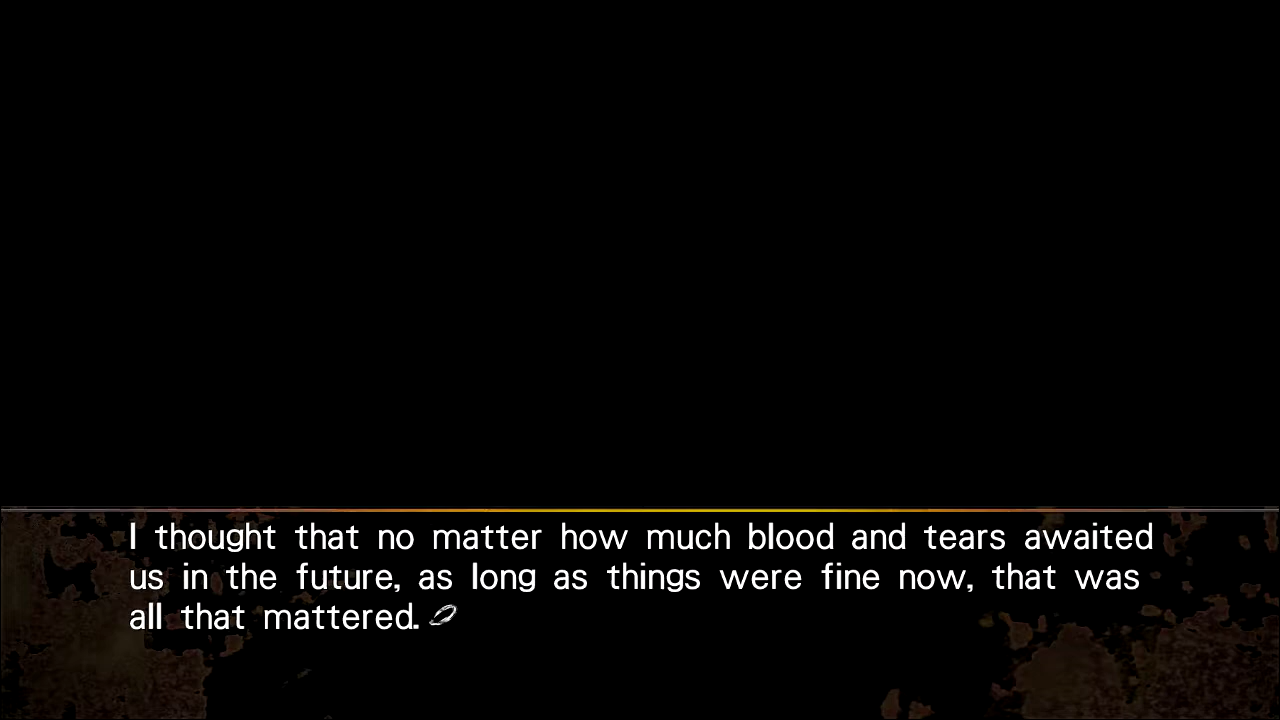 I thought that no matter how much blood and tears awaited
us in the future, as long as things were fine now, that was
all that mattered.